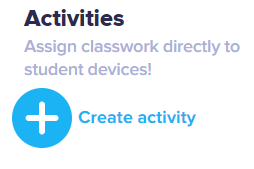 Activities
Assign classwork directly to
student devices!
Create activity